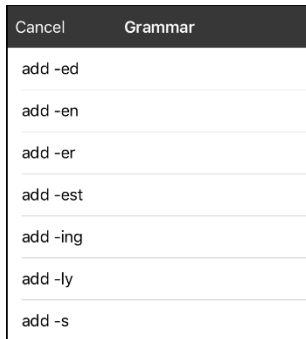 Cancel Grammar
add -ed
add -en
add -er
add -est
add -ing
add -ly
add -s